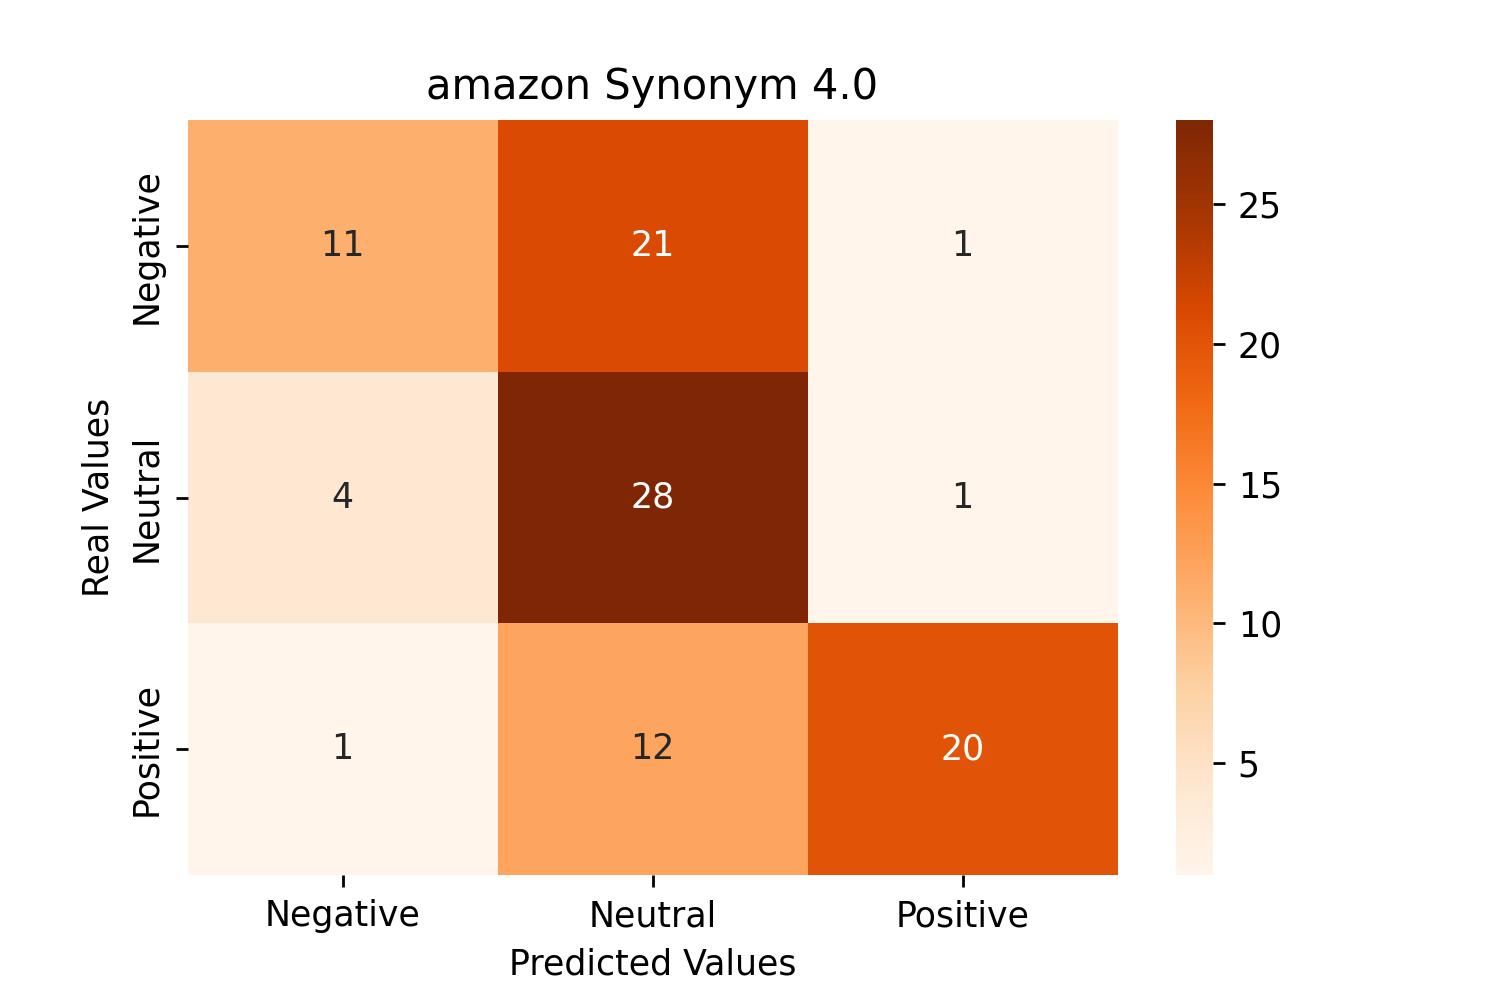 amazon Synonym 4.0
Real Values
Negative
11
21
1
Neutral
4
28
1
Positive
1
12
20
Negative
Neutral
Positive
Predicted Values
25
20
15
10
5